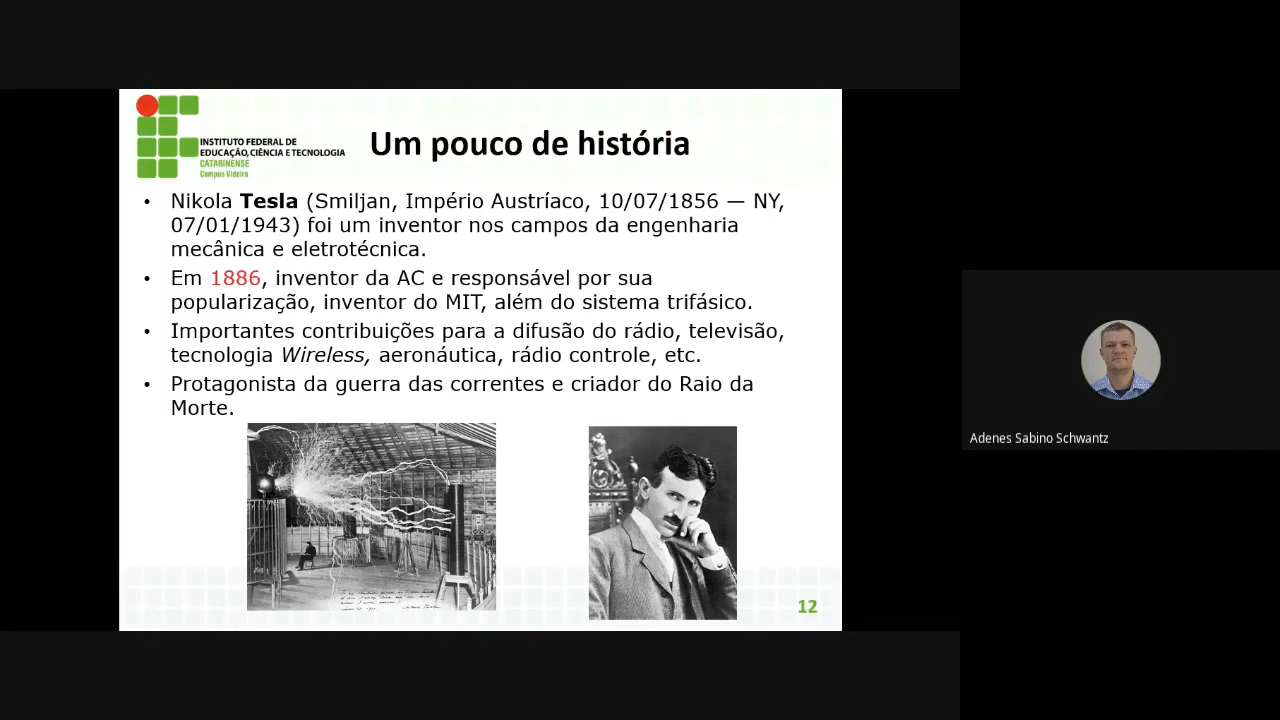 INSTITUTO FEDERAL DE
EDUCAÇÃO, CIÊNCIA E TECNOLOGIA
CATARINENSE
Campus Videira
Um pouco de história
• Nikola Tesla (Smiljan, Império Austríaco, 10/07/1856 — NY,
07/01/1943) foi um inventor nos campos da engenharia
mecânica e eletrotécnica.
• Em 1886, inventor da AC e responsável por sua
popularização, inventor do MIT, além do sistema trifásico.
• Importantes contribuições para a difusão do rádio, televisão,
tecnologia Wireless, aeronáutica, rádio controle, etc.
• Protagonista da guerra das correntes e criador do Raio da
Morte.
12
Adenes Sabino Schwantz